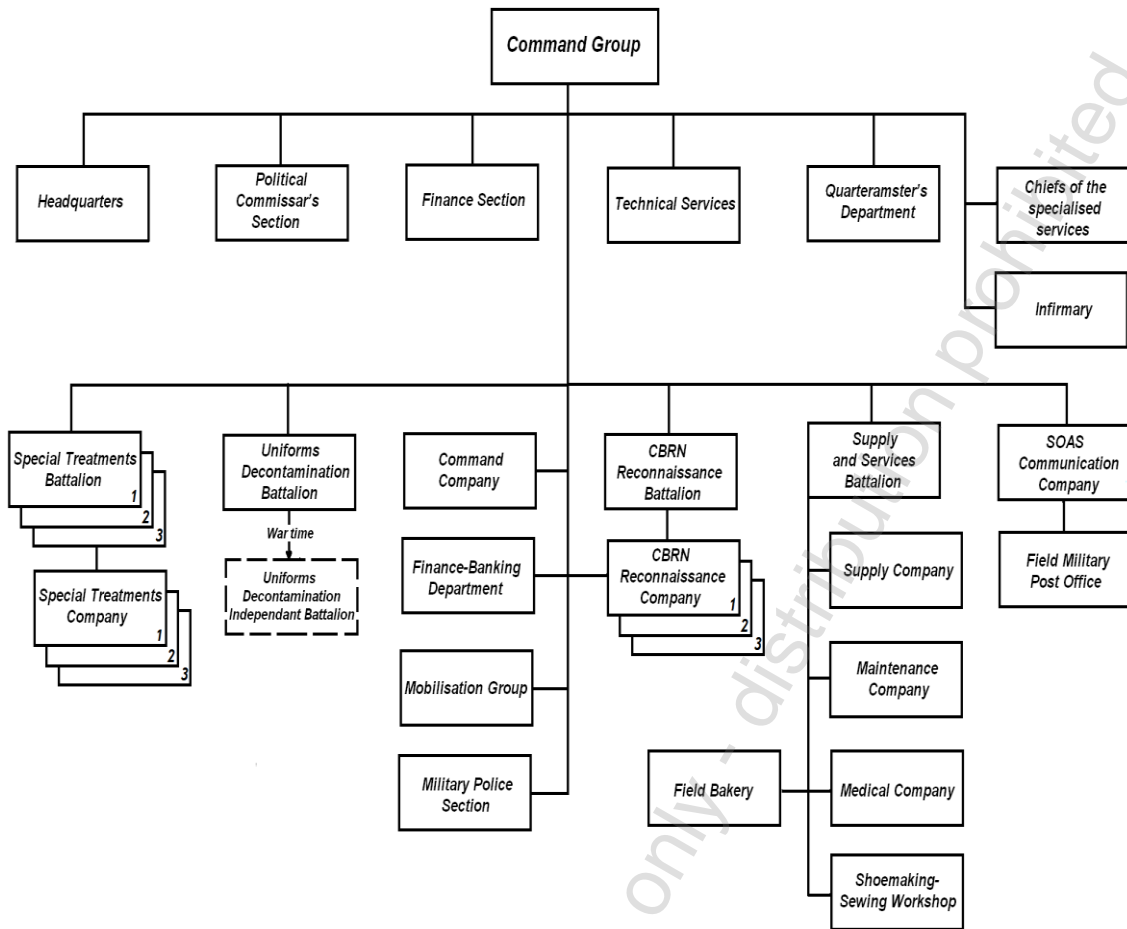 Command Group
Headquarters
Political
Commissar's
Section
Finance Section
Technical Services
Quarteramster's
Department
Chiefs of the
specialised
services
Infirmary
Special Treatments
Battalion
1
2
3
Uniforms
Decontamination
Battalion
War time
Uniforms
Decontamination
Independant Battalion
Special Treatments
Company
1
2
3
Command
Company
Finance-Banking
Department
Mobilisation Group
Military Police
Section
CBRN
Reconnaissance
Battalion
CBRN
Reconnaissance
Company
1
2
3
Supply
and Services
Battalion
Supply Company
Maintenance
Company
Field Bakery
Medical Company
Shoemaking-
Sewing Workshop
SOAS
Communication
Company
Field Military
Post Office
only - distribution prohibited